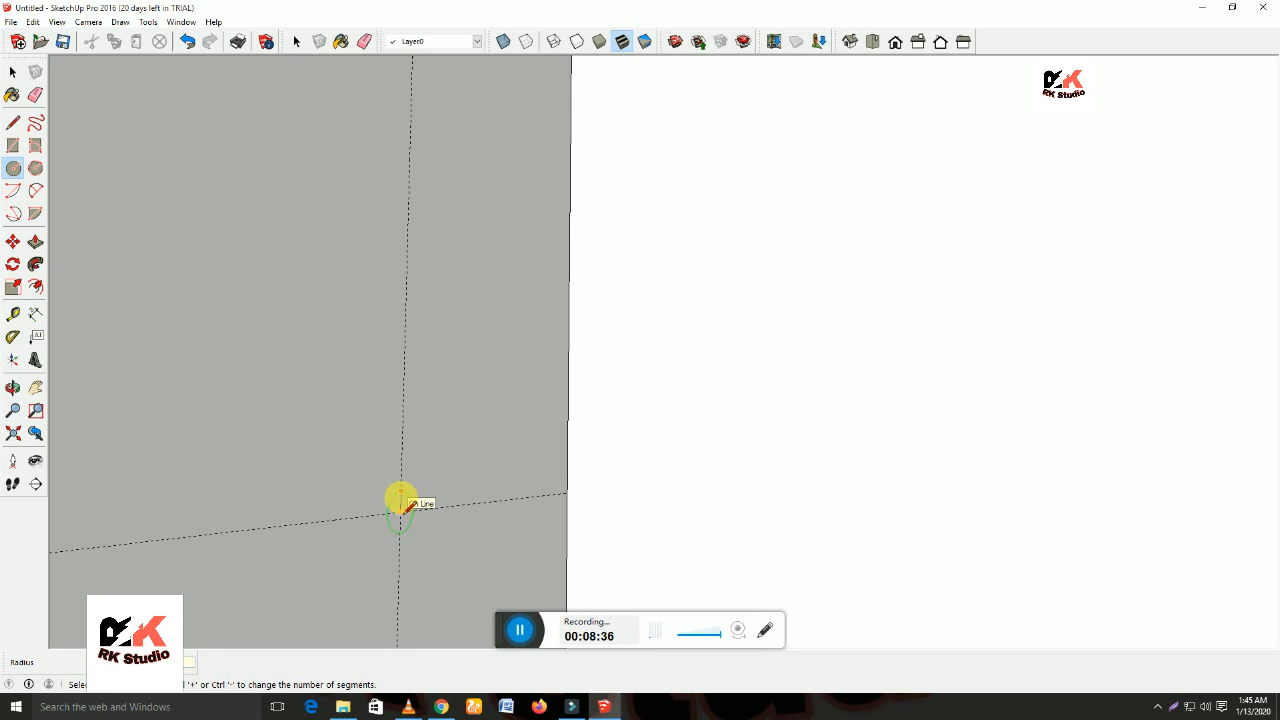 Untitled - SketchUp Pro 2016 (20 days left in TRIAL)
File Edit View Camera Draw Tools Window Help
Layer0
RK Studio
Line
Recording...
00:08:36
RK Studio
Radius
Selec
'+' or Ctrl '-' to change the number of segments.
Search the web and Windows
1:45 AM
1/13/2020